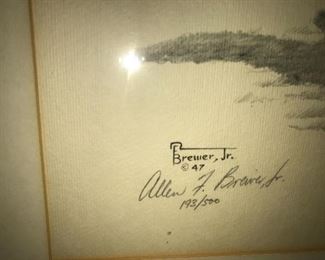 Brewer, Jr.
© 47
Allen F. Brewer, Jr.
193/500